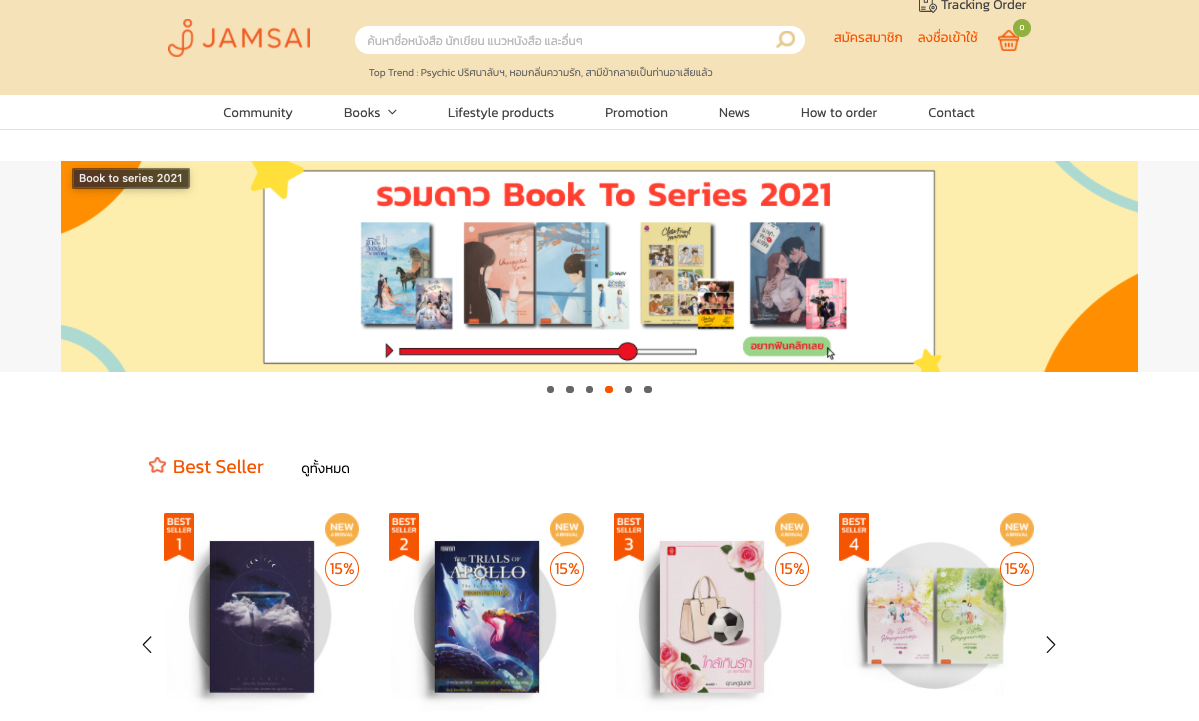 Tracking Order
JAMSAI
ค้นหาชื่อหนังสือ นักเขียน แนวหนังสือ และอื่นๆ
สมัครสมาชิก
ลงชื่อเข้าใช้
0
Top Trend : Psychic ปริศนาลับฯ, หอมกลิ่นความรัก, สามีข้ากลายเป็นท่านอาเสียแล้ว
Community
Books
Lifestyle products
Promotion
News
How to order
Contact
Book to series 2021
รวมดาว Book To Series 2021
อยากฟินคลิกเลย
Best Seller
ดูทั้งหมด
BEST SELLER 1
NEW ARRIVAL
15%
BEST SELLER 2
NEW ARRIVAL
15%
THE TRIALS OF
APOLLO
BEST SELLER 3
NEW ARRIVAL
15%
ใกล้เกินรัก
BEST SELLER 4
NEW ARRIVAL
15%